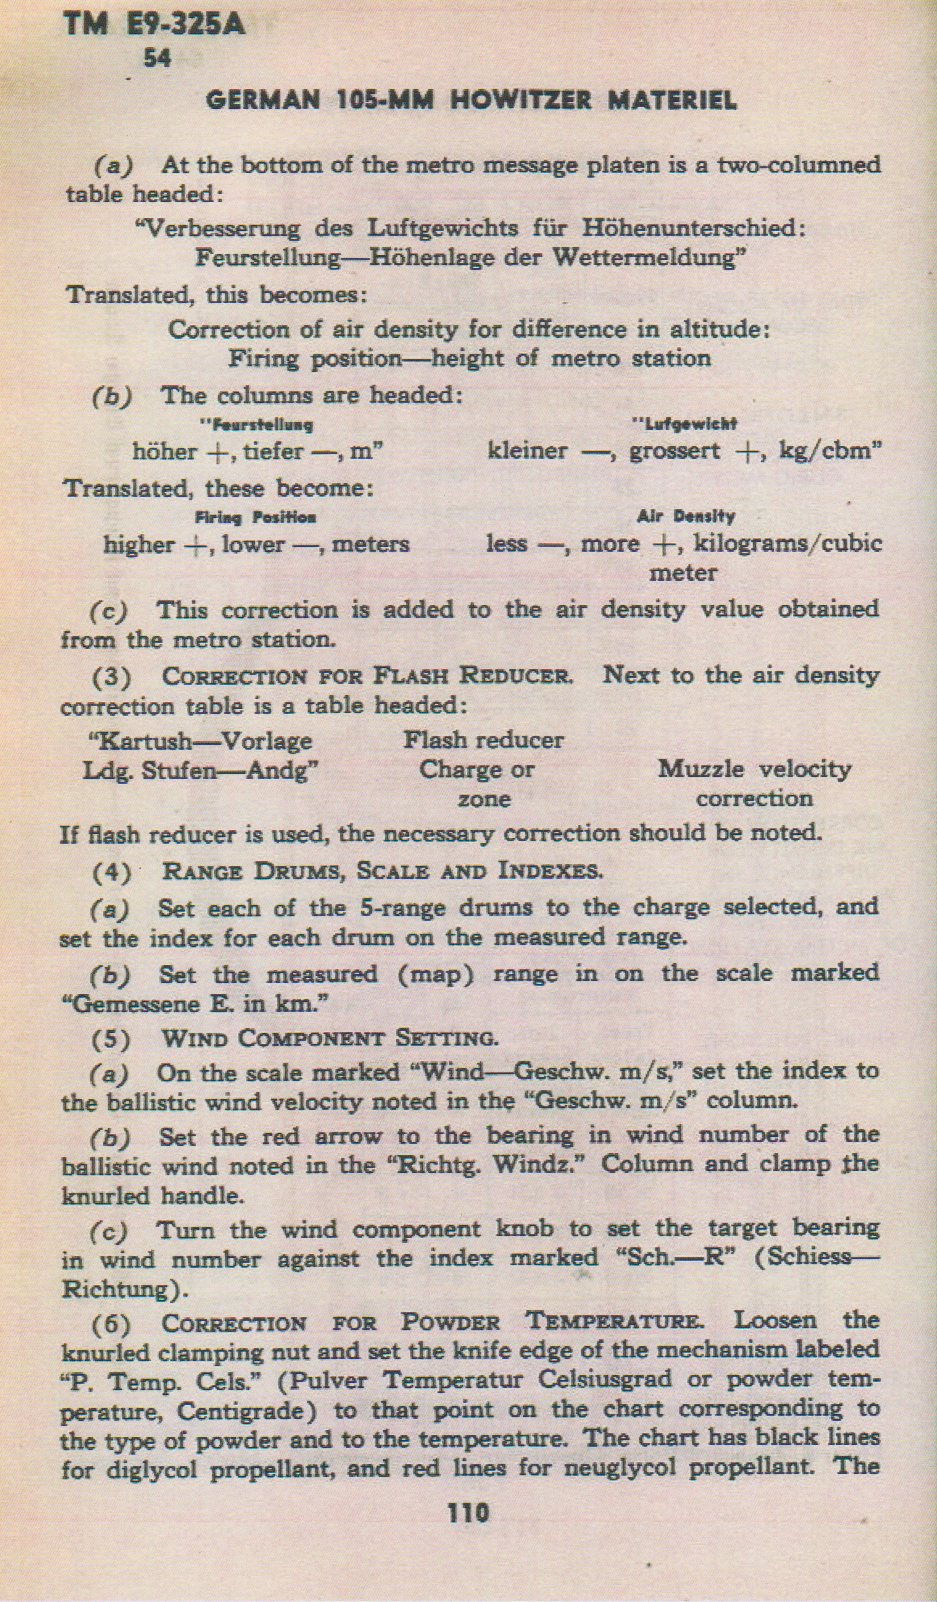 TM E9-325A
54
GERMAN 105-MM HOWITZER MATERIEL
(a) At the bottom of the metro message platen is a two-columned
table headed:
“Verbesserung des Luftgewichts für Höhenunterschied:
Feurstellung—Höhenlage der Wettermeldung”
Translated, this becomes:
Correction of air density for difference in altitude:
Firing position—height of metro station
(b) The columns are headed:
"Feurstellung "Lufgewicht
höher +, tiefer —, m” kleiner —, grossert +, kg/cbm”
Translated, these become:
Firing Position Air Density
higher +, lower —, meters less —, more +, kilograms/cubic
meter
(c) This correction is added to the air density value obtained
from the metro station.
(3) CORRECTION FOR FLASH REDUCER. Next to the air density
correction table is a table headed:
“Kartush—Vorlage Flash reducer
Ldg. Stufen—Andg” Charge or Muzzle velocity
zone correction
If flash reducer is used, the necessary correction should be noted.
(4) RANGE DRUMS, SCALE AND INDEXES.
(a) Set each of the 5-range drums to the charge selected, and
set the index for each drum on the measured range.
(b) Set the measured (map) range in on the scale marked
“Gemessene E. in km.”
(5) WIND COMPONENT SETTING.
(a) On the scale marked “Wind—Geschw. m/s,” set the index to
the ballistic wind velocity noted in the “Geschw. m/s” column.
(b) Set the red arrow to the bearing in wind number of the
ballistic wind noted in the “Richtg. Windz.” Column and clamp the
knurled handle.
(c) Turn the wind component knob to set the target bearing
in wind number against the index marked “Sch.—R” (Schiess—
Richtung).
(6) CORRECTION FOR POWDER TEMPERATURE. Loosen the
knurled clamping nut and set the knife edge of the mechanism labeled
“P. Temp. Cels.” (Pulver Temperatur Celsiusgrad or powder tem-
perature, Centigrade) to that point on the chart corresponding to
the type of powder and to the temperature. The chart has black lines
for diglycol propellant, and red lines for neuglycol propellant. The
110